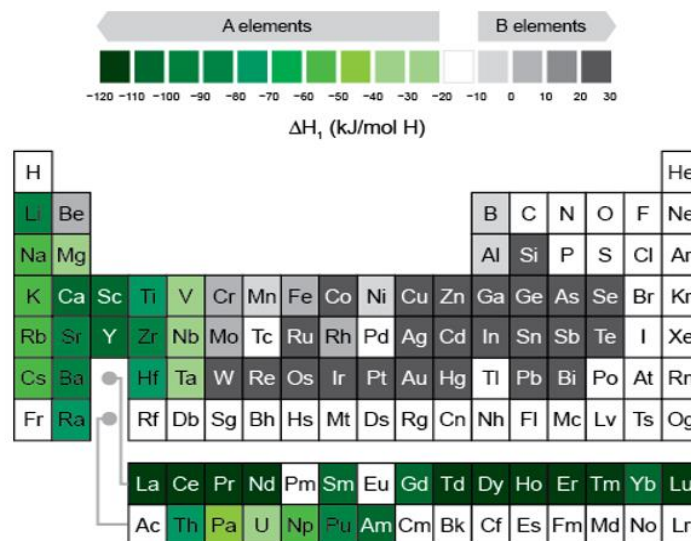 A elements B elements
−120 −110 −100 −90 −80 −70 −60 −50 −40 −30 −20 −10 0 10 20 30
ΔH₁ (kJ/mol H)
H He
Li Be B C N O F Ne
Na Mg Al Si P S Cl Ar
K Ca Sc Ti V Cr Mn Fe Co Ni Cu Zn Ga Ge As Se Br Kr
Rb Sr Y Zr Nb Mo Tc Ru Rh Pd Ag Cd In Sn Sb Te I Xe
Cs Ba Hf Ta W Re Os Ir Pt Au Hg Tl Pb Bi Po At Rn
Fr Ra Rf Db Sg Bh Hs Mt Ds Rg Cn Nh Fl Mc Lv Ts Og
La Ce Pr Nd Pm Sm Eu Gd Td Dy Ho Er Tm Yb Lu
Ac Th Pa U Np Pu Am Cm Bk Cf Es Fm Md No Lr